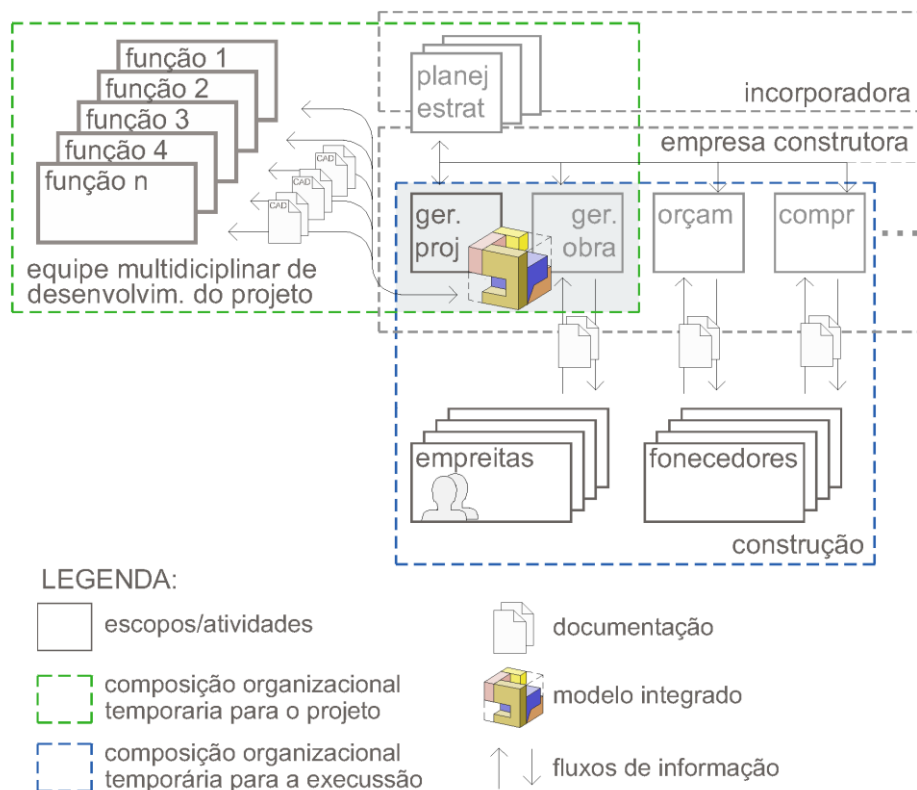 função 1
função 2
função 3
função 4
função n
CAD
CAD
CAD
equipe multidiciplinar de
desenvolvim. do projeto
planej
estrat
incorporadora
empresa construtora
ger.
proj
ger.
obra
orçam
compr
empreitas
fonecedores
construção
LEGENDA:
escopos/atividades
composição organizacional
temporaria para o projeto
composição organizacional
temporária para a execussão
documentação
modelo integrado
fluxos de informação